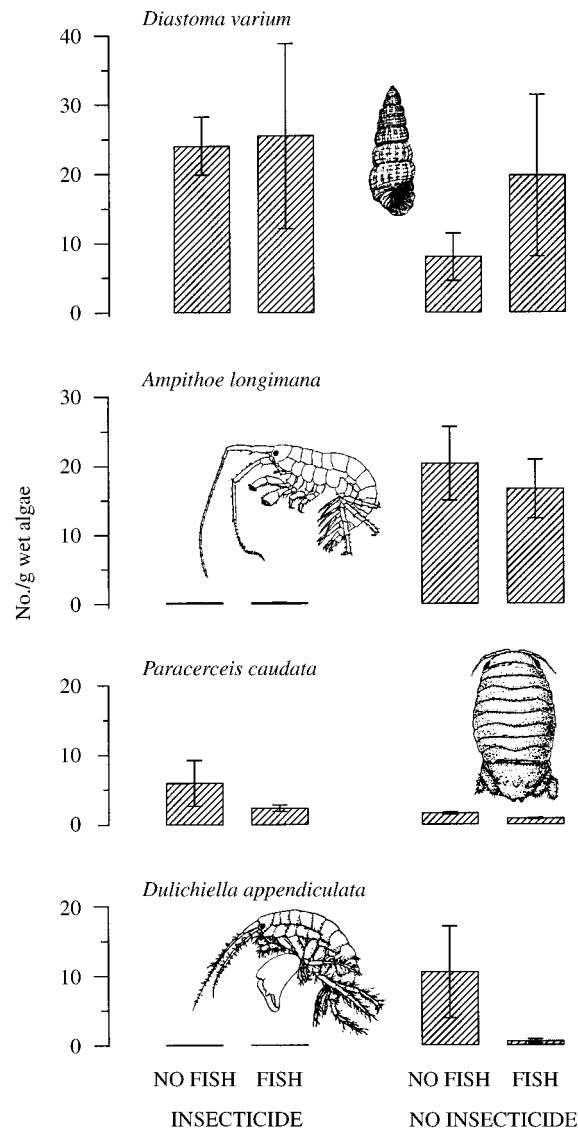 Diastoma varium
40
30
20
10
0
Ampithoe longimana
30
20
10
0
No./g wet algae
Paracerceis caudata
20
10
0
Dulichiella appendiculata
20
10
0
NO FISH FISH NO FISH FISH
INSECTICIDE NO INSECTICIDE